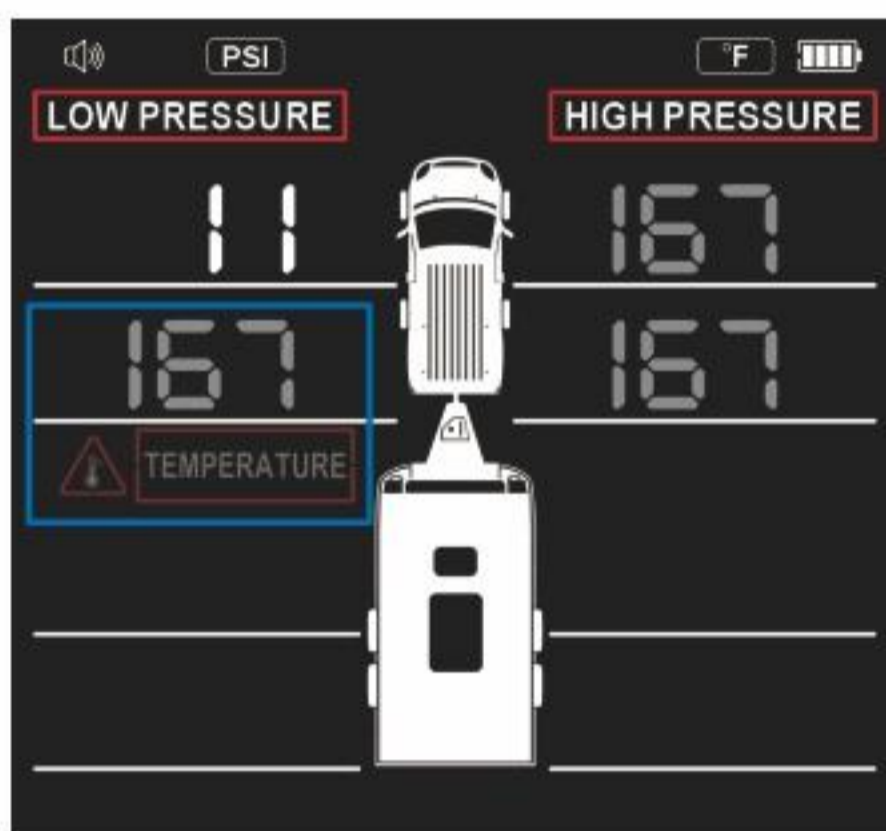 PSI °F
LOW PRESSURE HIGH PRESSURE
11 167
167 167
TEMPERATURE